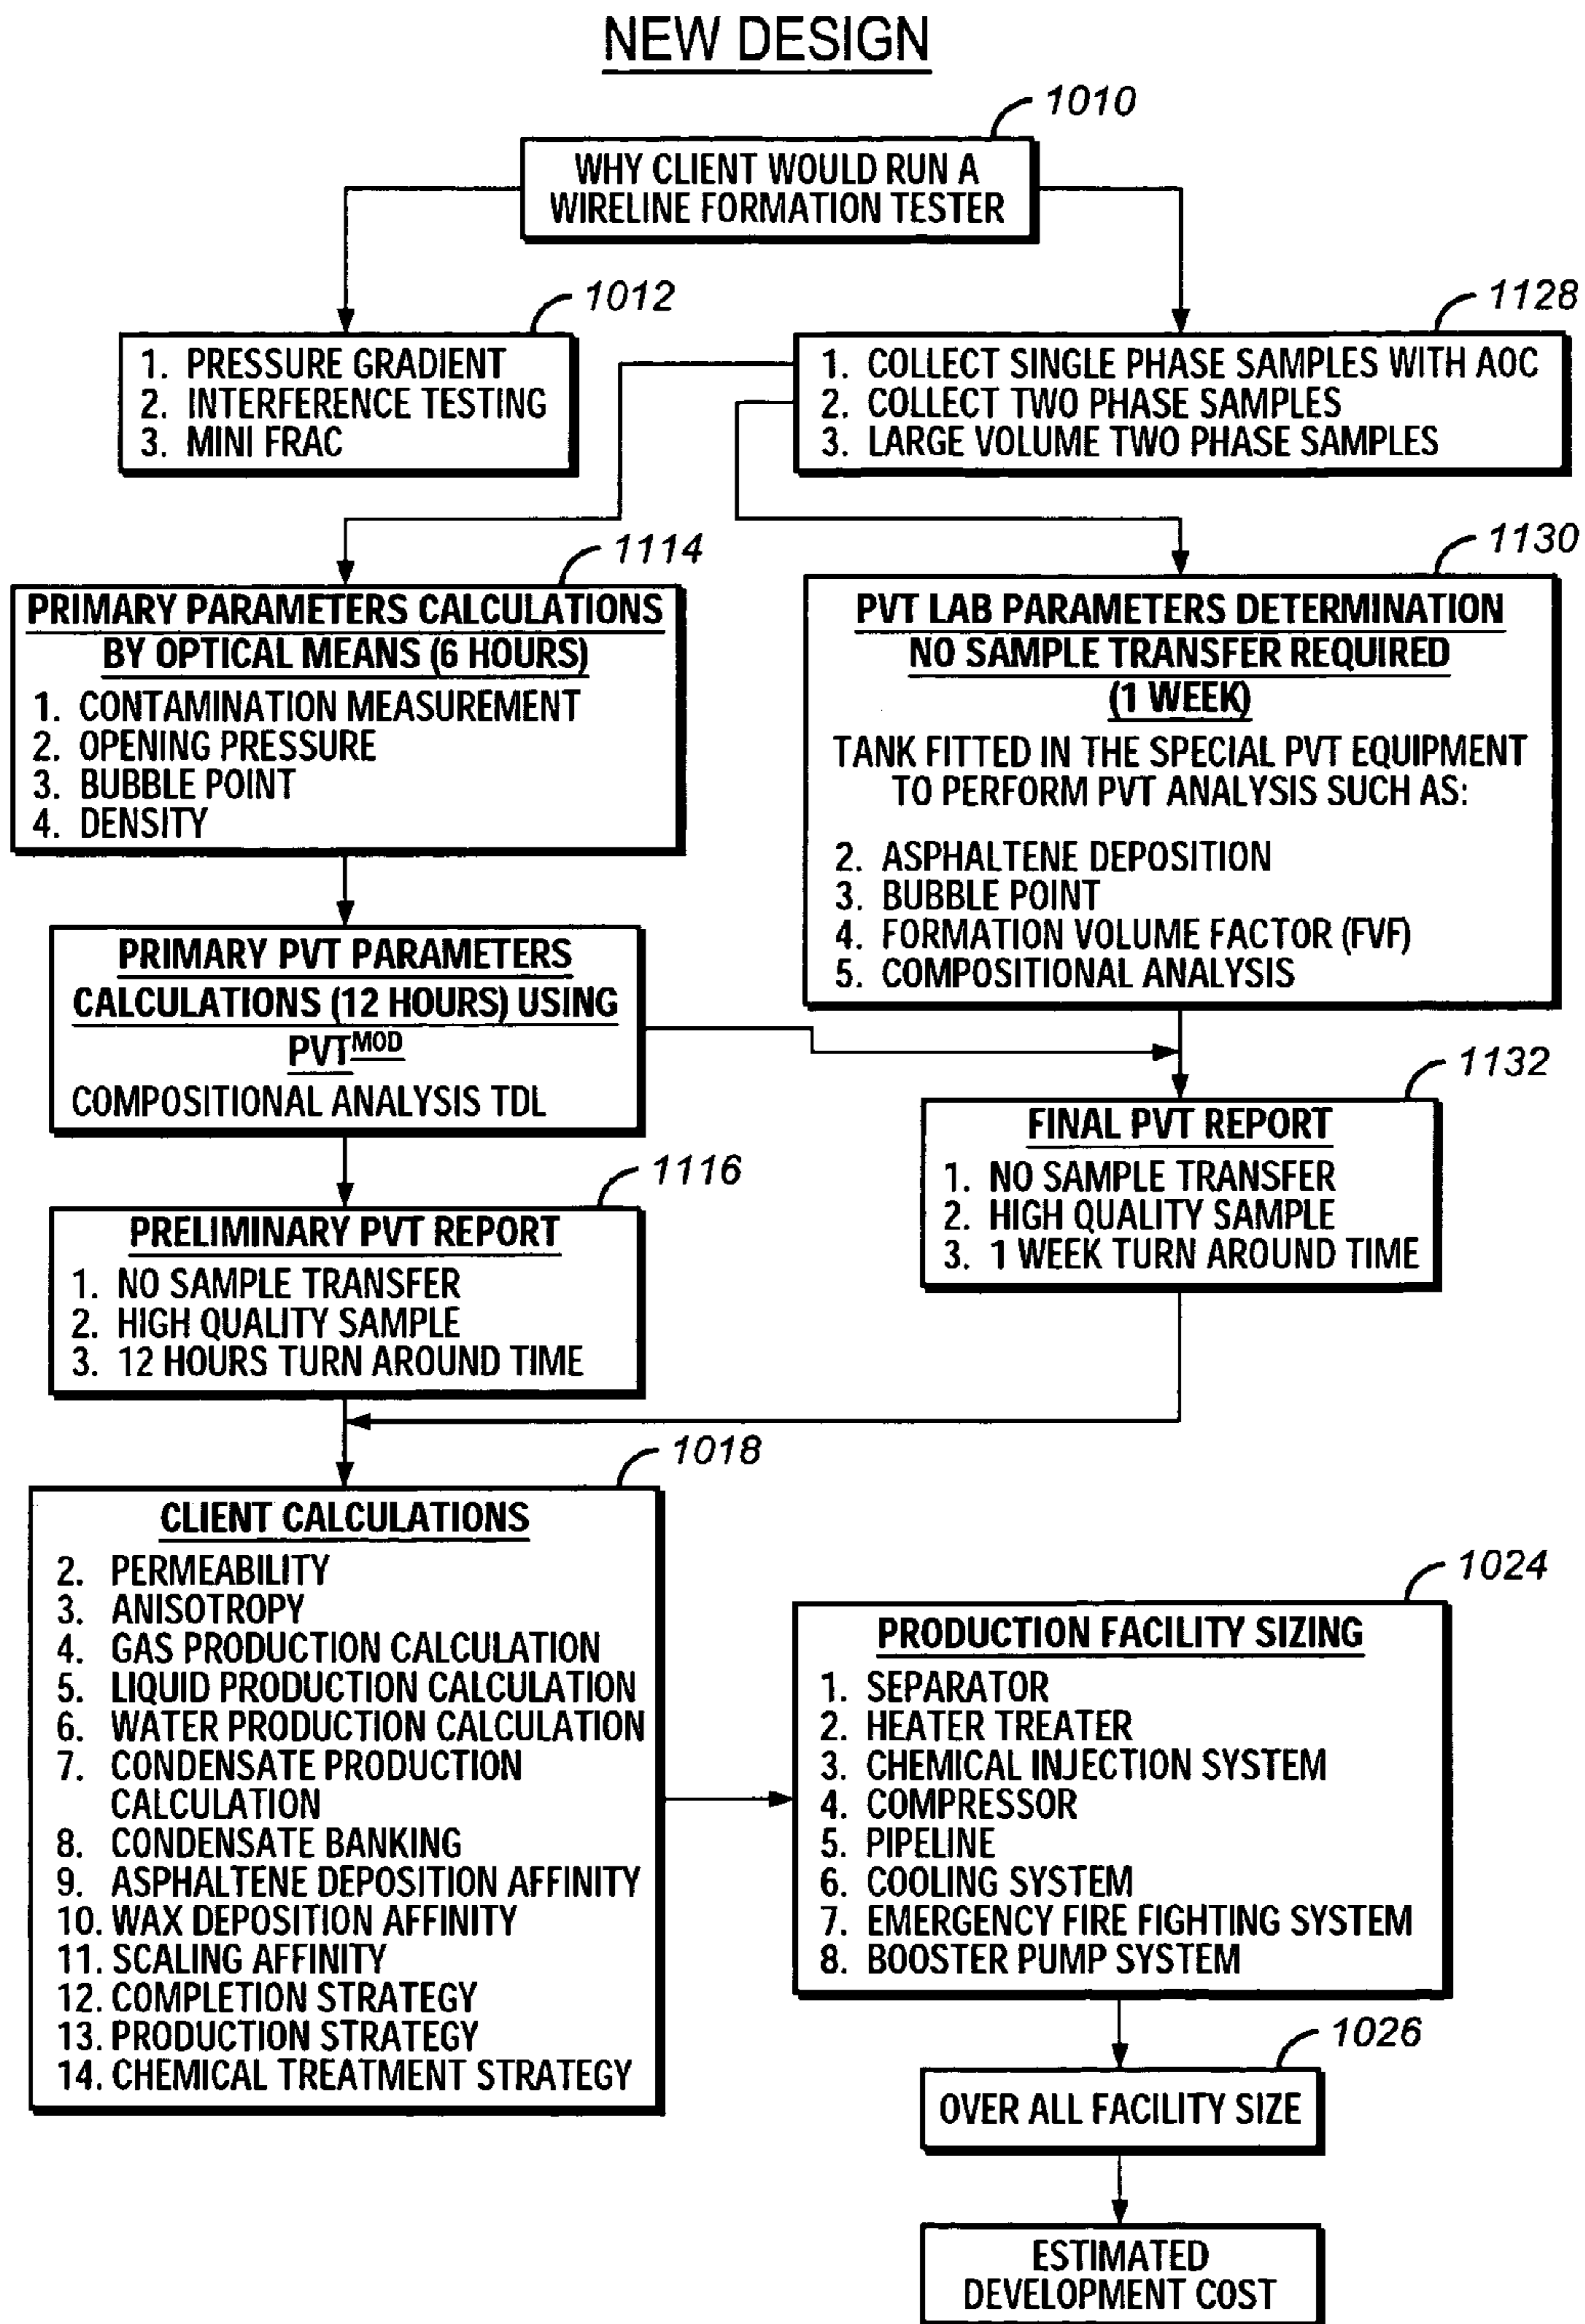 NEW DESIGN
1010
WHY CLIENT WOULD RUN A
WIRELINE FORMATION TESTER
1012
1. PRESSURE GRADIENT
2. INTERFERENCE TESTING
3. MINI FRAC
1128
1. COLLECT SINGLE PHASE SAMPLES WITH AOC
2. COLLECT TWO PHASE SAMPLES
3. LARGE VOLUME TWO PHASE SAMPLES
1114
PRIMARY PARAMETERS CALCULATIONS
BY OPTICAL MEANS (6 HOURS)
1. CONTAMINATION MEASUREMENT
2. OPENING PRESSURE
3. BUBBLE POINT
4. DENSITY
1130
PVT LAB PARAMETERS DETERMINATION
NO SAMPLE TRANSFER REQUIRED
(1 WEEK)
TANK FITTED IN THE SPECIAL PVT EQUIPMENT
TO PERFORM PVT ANALYSIS SUCH AS:
2. ASPHALTENE DEPOSITION
3. BUBBLE POINT
4. FORMATION VOLUME FACTOR (FVF)
5. COMPOSITIONAL ANALYSIS
PRIMARY PVT PARAMETERS
CALCULATIONS (12 HOURS) USING
PVT MOD
COMPOSITIONAL ANALYSIS TDL
1132
FINAL PVT REPORT
1. NO SAMPLE TRANSFER
2. HIGH QUALITY SAMPLE
3. 1 WEEK TURN AROUND TIME
1116
PRELIMINARY PVT REPORT
1. NO SAMPLE TRANSFER
2. HIGH QUALITY SAMPLE
3. 12 HOURS TURN AROUND TIME
1018
CLIENT CALCULATIONS
2. PERMEABILITY
3. ANISOTROPY
4. GAS PRODUCTION CALCULATION
5. LIQUID PRODUCTION CALCULATION
6. WATER PRODUCTION CALCULATION
7. CONDENSATE PRODUCTION
CALCULATION
8. CONDENSATE BANKING
9. ASPHALTENE DEPOSITION AFFINITY
10. WAX DEPOSITION AFFINITY
11. SCALING AFFINITY
12. COMPLETION STRATEGY
13. PRODUCTION STRATEGY
14. CHEMICAL TREATMENT STRATEGY
1024
PRODUCTION FACILITY SIZING
1. SEPARATOR
2. HEATER TREATER
3. CHEMICAL INJECTION SYSTEM
4. COMPRESSOR
5. PIPELINE
6. COOLING SYSTEM
7. EMERGENCY FIRE FIGHTING SYSTEM
8. BOOSTER PUMP SYSTEM
1026
OVER ALL FACILITY SIZE
ESTIMATED
DEVELOPMENT COST